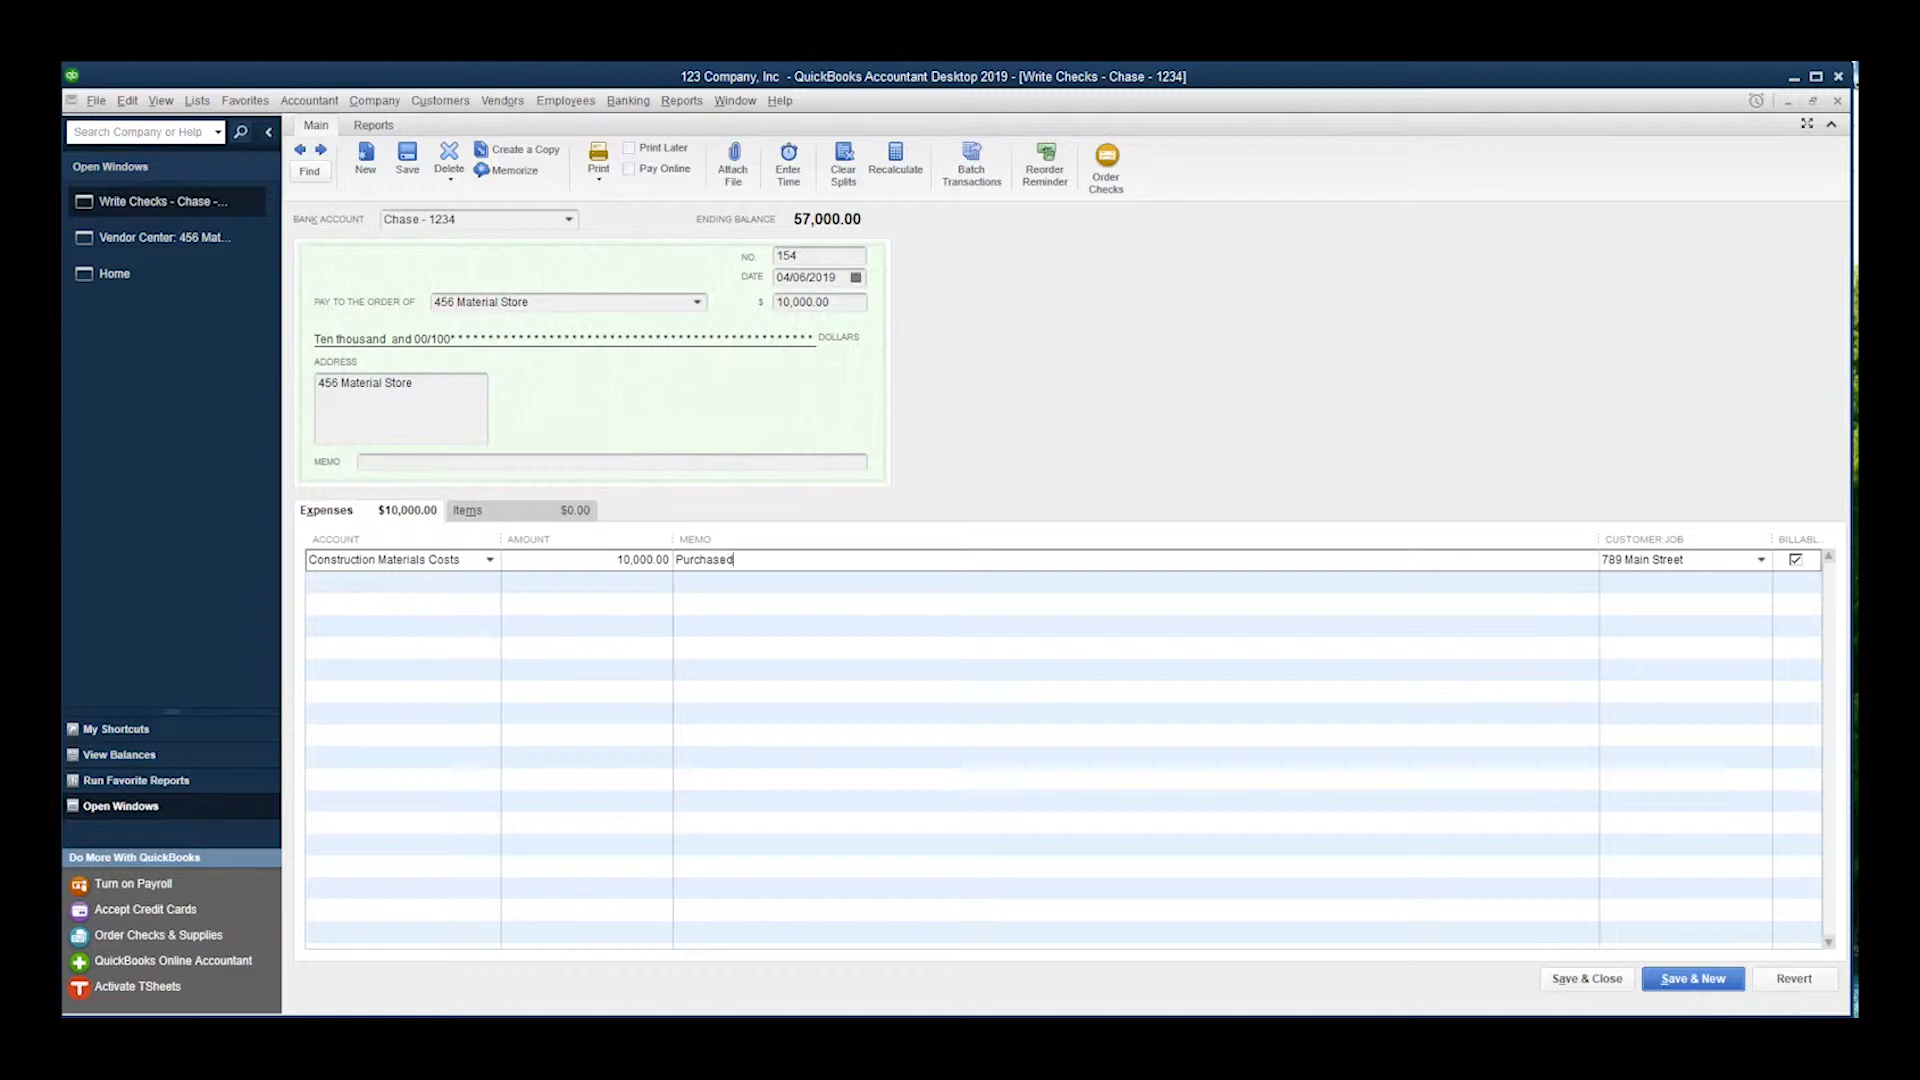 123 Company, Inc - QuickBooks Accountant Desktop 2019 - [Write Checks - Chase - 1234]
File Edit View Lists Favorites Accountant Company Customers Vendors Employees Banking Reports Window Help
Search Company or Help
Open Windows
Write Checks - Chase -...
Vendor Center: 456 Mat...
Home
My Shortcuts
View Balances
Run Favorite Reports
Open Windows
Do More With QuickBooks
Turn on Payroll
Accept Credit Cards
Order Checks & Supplies
QuickBooks Online Accountant
Activate TSheets
Main Reports
Find
New
Save
Delete
Create a Copy
Memorize
Print
Print Later
Pay Online
Attach
File
Enter
Time
Clear
Splits
Recalculate
Batch
Transactions
Reorder
Reminder
Order
Checks
BANK ACCOUNT Chase - 1234 ENDING BALANCE 57,000.00
NO. 154
DATE 04/06/2019
PAY TO THE ORDER OF 456 Material Store $ 10,000.00
Ten thousand and 00/100* * * * * * * * * * * * * * * * * * * * * * * * * * * * * * * * * * * * * * * * * * DOLLARS
ADDRESS
456 Material Store
MEMO
Expenses $10,000.00 Items $0.00
ACCOUNT AMOUNT MEMO CUSTOMER:JOB BILLABL...
Construction Materials Costs 10,000.00 Purchased 789 Main Street
Save & Close Save & New Revert